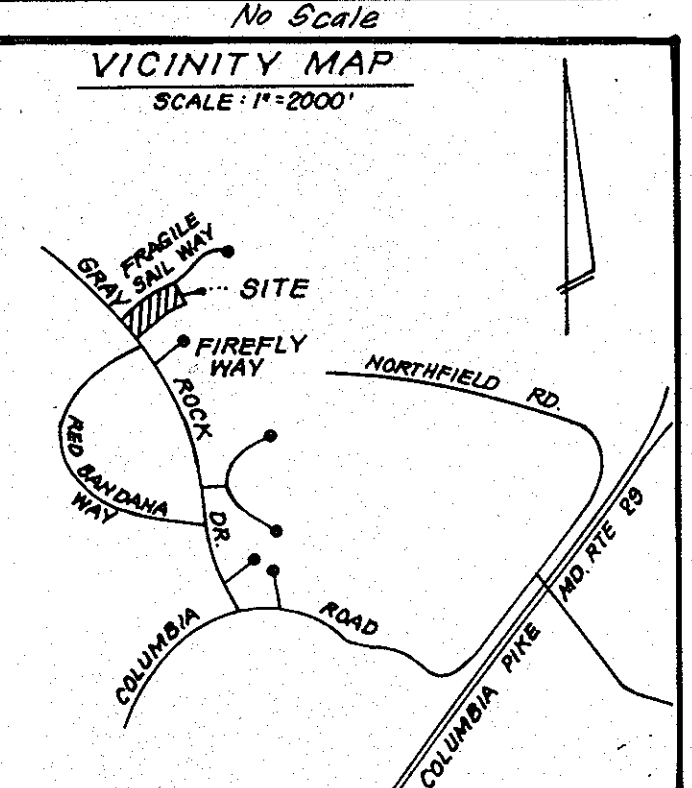 No Scale
VICINITY MAP
SCALE: 1"=2000'
FRAGILE
SAIL WAY
GRAY
SITE
FIREFLY
WAY
ROCK
NORTHFIELD RD.
RED BANDANA
WAY
DR.
MD. RTE 29
COLUMBIA
ROAD
COLUMBIA PIKE